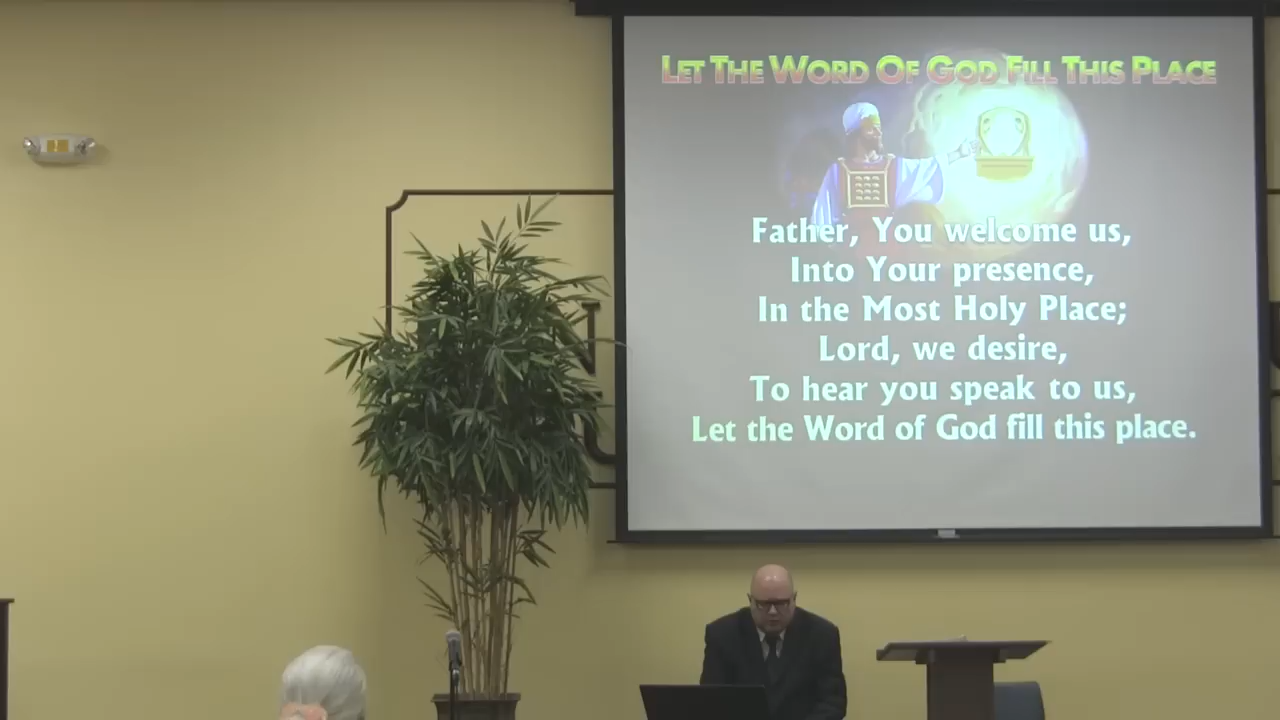 LET THE WORD OF GOD FILL THIS PLACE
Father, You welcome us,
Into Your presence,
In the Most Holy Place;
Lord, we desire,
To hear you speak to us,
Let the Word of God fill this place.